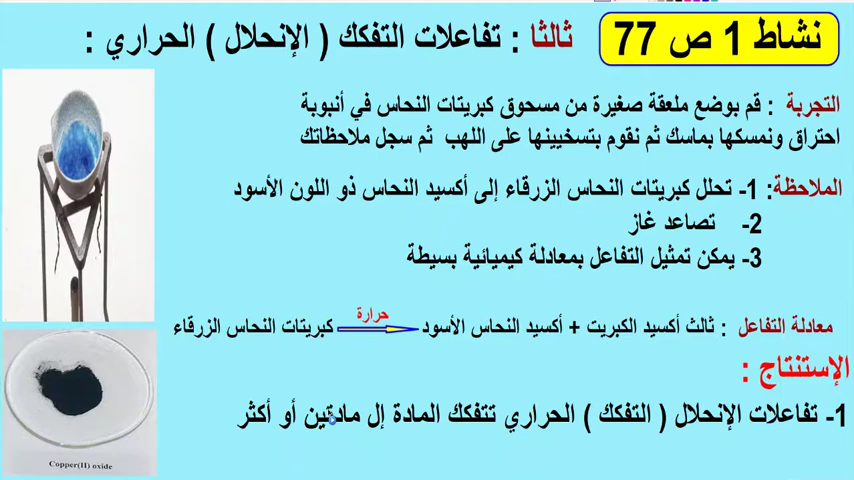 نشاط 1 ص 77
ثالثا : تفاعلات التفكك ( الإنحلال ) الحراري :
التجربة : قم بوضع ملعقة صغيرة من مسحوق كبريتات النحاس في أنبوبة
احتراق ونمسكها بماسك ثم نقوم بتسخيينها على اللهب ثم سجل ملاحظاتك
الملاحظة: 1- تحلل كبريتات النحاس الزرقاء إلى أكسيد النحاس ذو اللون الأسود
2- تصاعد غاز
3- يمكن تمثيل التفاعل بمعادلة كيميائية بسيطة
حرارة
معادلة التفاعل : ثالث أكسيد الكبريت + أكسيد النحاس الأسود كبريتات النحاس الزرقاء
الإستنتاج :
1- تفاعلات الإنحلال ( التفكك ) الحراري تتفكك المادة إل مادتين أو أكثر
Copper(II) oxide